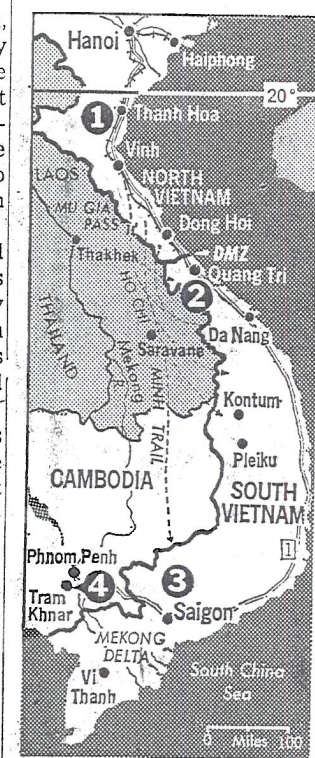 Hanoi
Haiphong
20°
1
Thanh Hoa
Vinh
LAOS
NORTH
VIETNAM
MU GIA
PASS
Dong Hoi
DMZ
Thakhek
Quang Tri
2
HO CHI
MINH
TRAIL
THAILAND
Saravane
Da Nang
Mekong
R.
Kontum
Pleiku
CAMBODIA
SOUTH
VIETNAM
1
Phnom Penh
4
3
Tram
Khnar
Saigon
MEKONG
DELTA
Vi
Thanh
South China
Sea
0 Miles 100